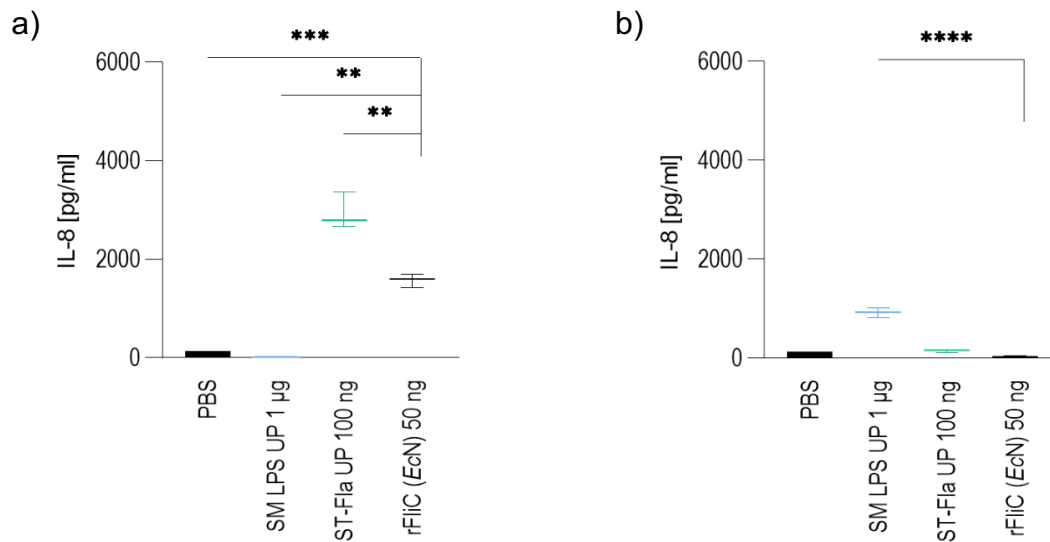 a)
***
**
**
6000
4000
2000
0
IL-8 [pg/ml]
PBS
SM LPS UP 1 µg
ST-Fla UP 100 ng
rFliC (EcN) 50 ng
b)
****
6000
4000
2000
0
IL-8 [pg/ml]
PBS
SM LPS UP 1 µg
ST-Fla UP 100 ng
rFliC (EcN) 50 ng